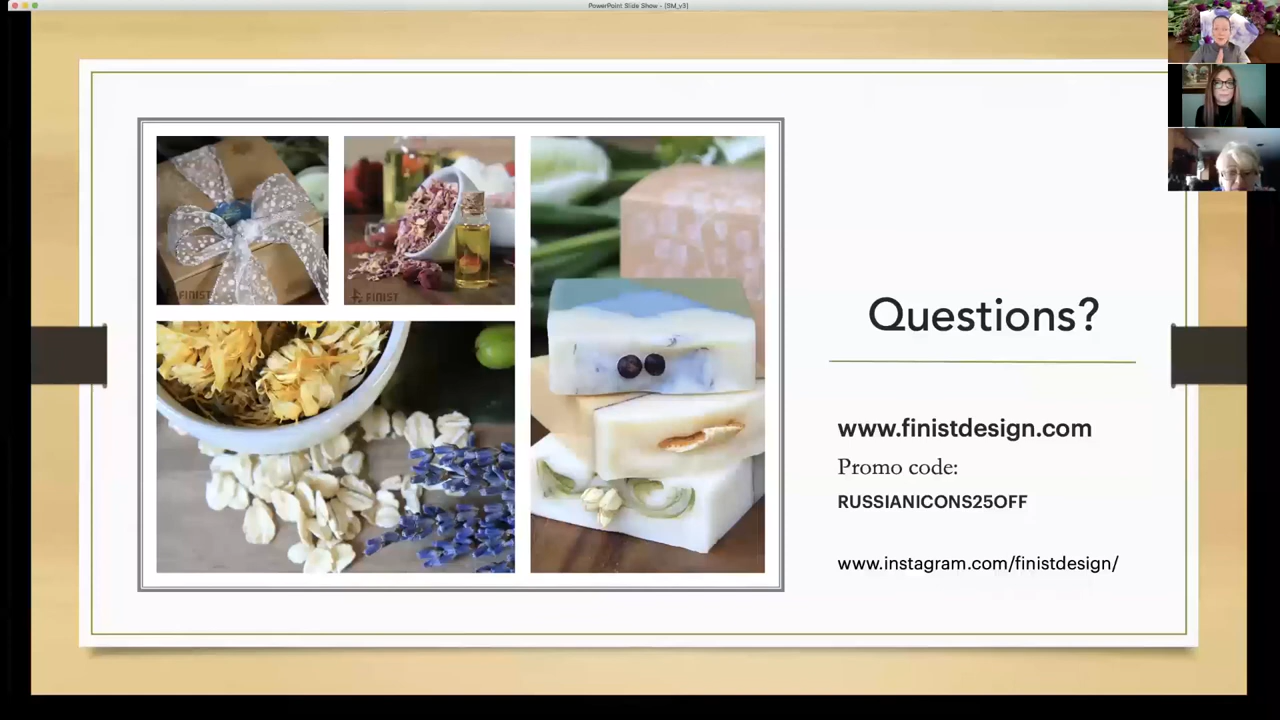 PowerPoint Slide Show - [SM_v3]
FINIST
FINIST
Questions?
www.finistdesign.com
Promo code:
RUSSIANICONS25OFF
www.instagram.com/finistdesign/